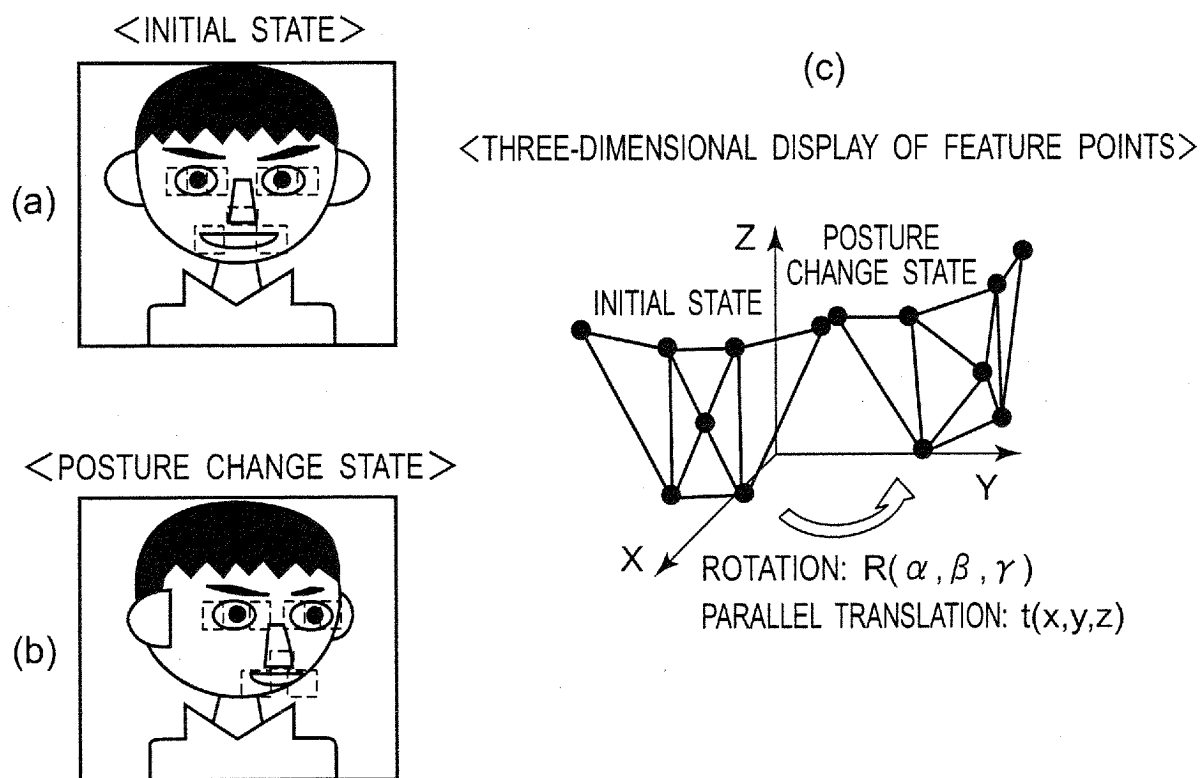 (a)
<INITIAL STATE>
(b)
<POSTURE CHANGE STATE>
(c)
<THREE-DIMENSIONAL DISPLAY OF FEATURE POINTS>
Z
POSTURE
CHANGE STATE
INITIAL STATE
Y
X
ROTATION: R(α,β,γ)
PARALLEL TRANSLATION: t(x,y,z)